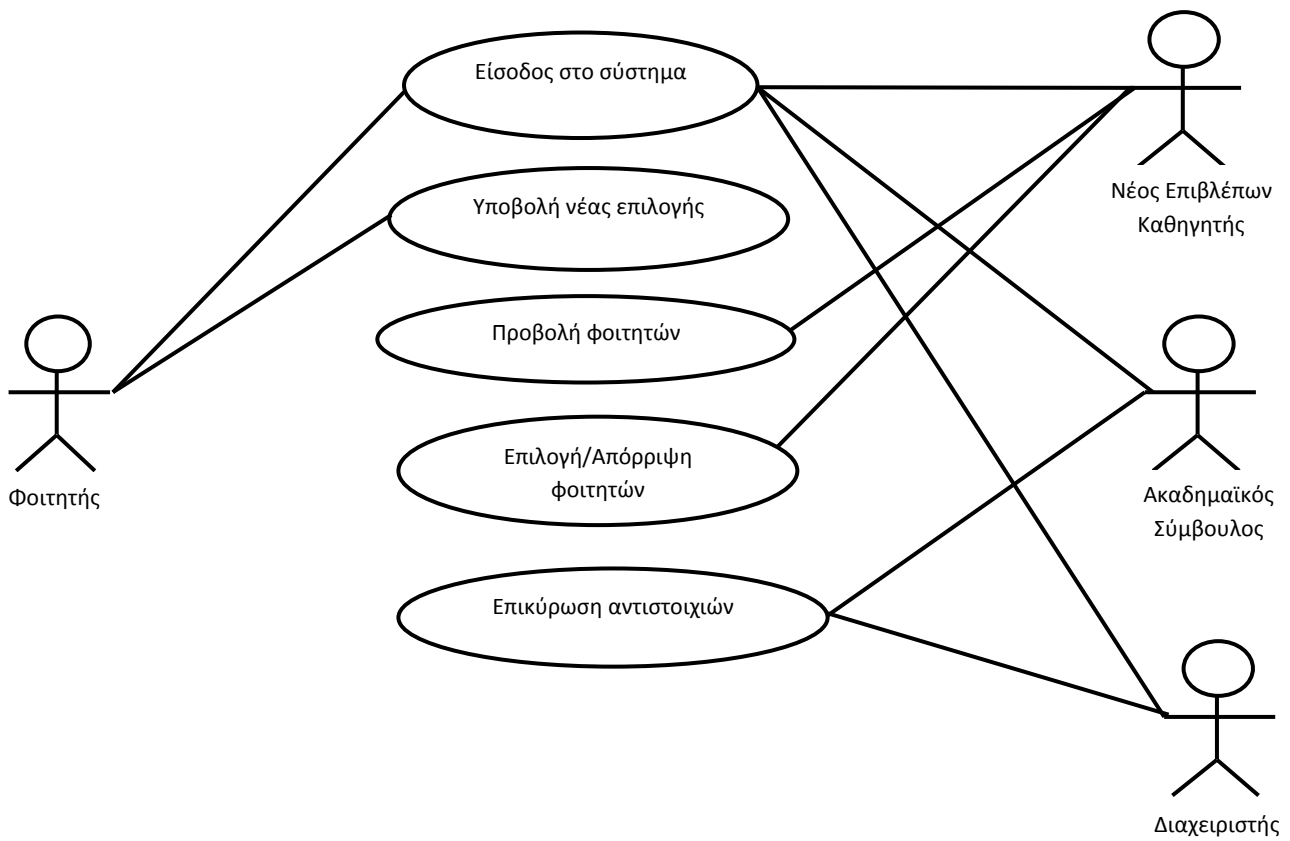 Είσοδος στο σύστημα
Υποβολή νέας επιλογής
Προβολή φοιτητών
Επιλογή/Απόρριψη
φοιτητών
Επικύρωση αντιστοιχιών
Φοιτητής
Νέος Επιβλέπων
Καθηγητής
Ακαδημαϊκός
Σύμβουλος
Διαχειριστής